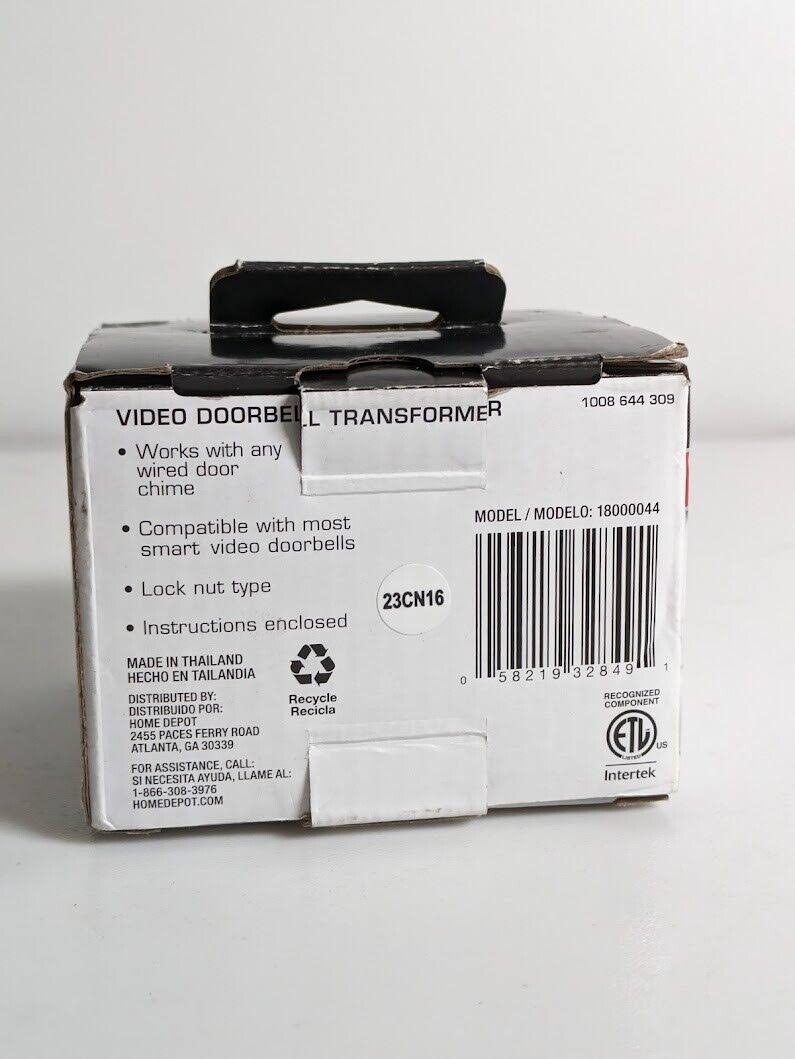 VIDEO DOORBELL TRANSFORMER
1008 644 309
• Works with any
wired door
chime
• Compatible with most
smart video doorbells
• Lock nut type
• Instructions enclosed
23CN16
MODEL / MODELO: 18000044
0 58219 32849 1
MADE IN THAILAND
HECHO EN TAILANDIA
DISTRIBUTED BY:
DISTRIBUIDO POR:
HOME DEPOT
2455 PACES FERRY ROAD
ATLANTA, GA 30339
FOR ASSISTANCE, CALL:
SI NECESITA AYUDA, LLAME AL:
1-866-308-3976
HOMEDEPOT.COM
Recycle
Recicla
RECOGNIZED
COMPONENT
ETL
LISTED
US
Intertek